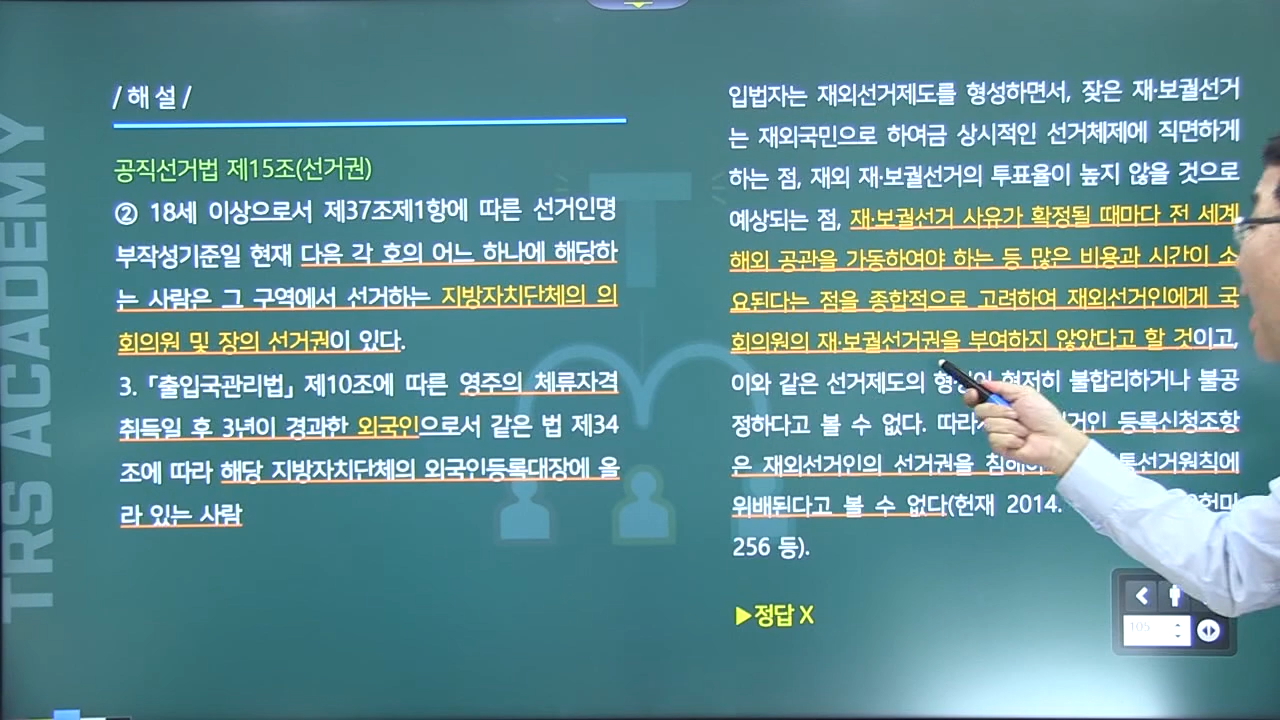 TRS ACADEMY
/ 해 설 /
공직선거법 제15조(선거권)
② 18세 이상으로서 제37조제1항에 따른 선거인명
부작성기준일 현재 다음 각 호의 어느 하나에 해당하
는 사람은 그 구역에서 선거하는 지방자치단체의 의
회의원 및 장의 선거권이 있다.
3. 「출입국관리법」 제10조에 따른 영주의 체류자격
취득일 후 3년이 경과한 외국인으로서 같은 법 제34
조에 따라 해당 지방자치단체의 외국인등록대장에 올
라 있는 사람
입법자는 재외선거제도를 형성하면서, 잦은 재·보궐선거
는 재외국민으로 하여금 상시적인 선거체제에 직면하게
하는 점, 재외 재·보궐선거의 투표율이 높지 않을 것으로
예상되는 점, 재·보궐선거 사유가 확정될 때마다 전 세계
해외 공관을 가동하여야 하는 등 많은 비용과 시간이 소
요된다는 점을 종합적으로 고려하여 재외선거인에게 국
회의원의 재·보궐선거권을 부여하지 않았다고 할 것이고,
이와 같은 선거제도의 현저히 불합리하거나 불공
정하다고 볼 수 없다. 등록신청조항
은 재외선거인의 선거권을
위배된다고 볼 수 없다(헌재 2014.
256 등).
▶정답 X
105